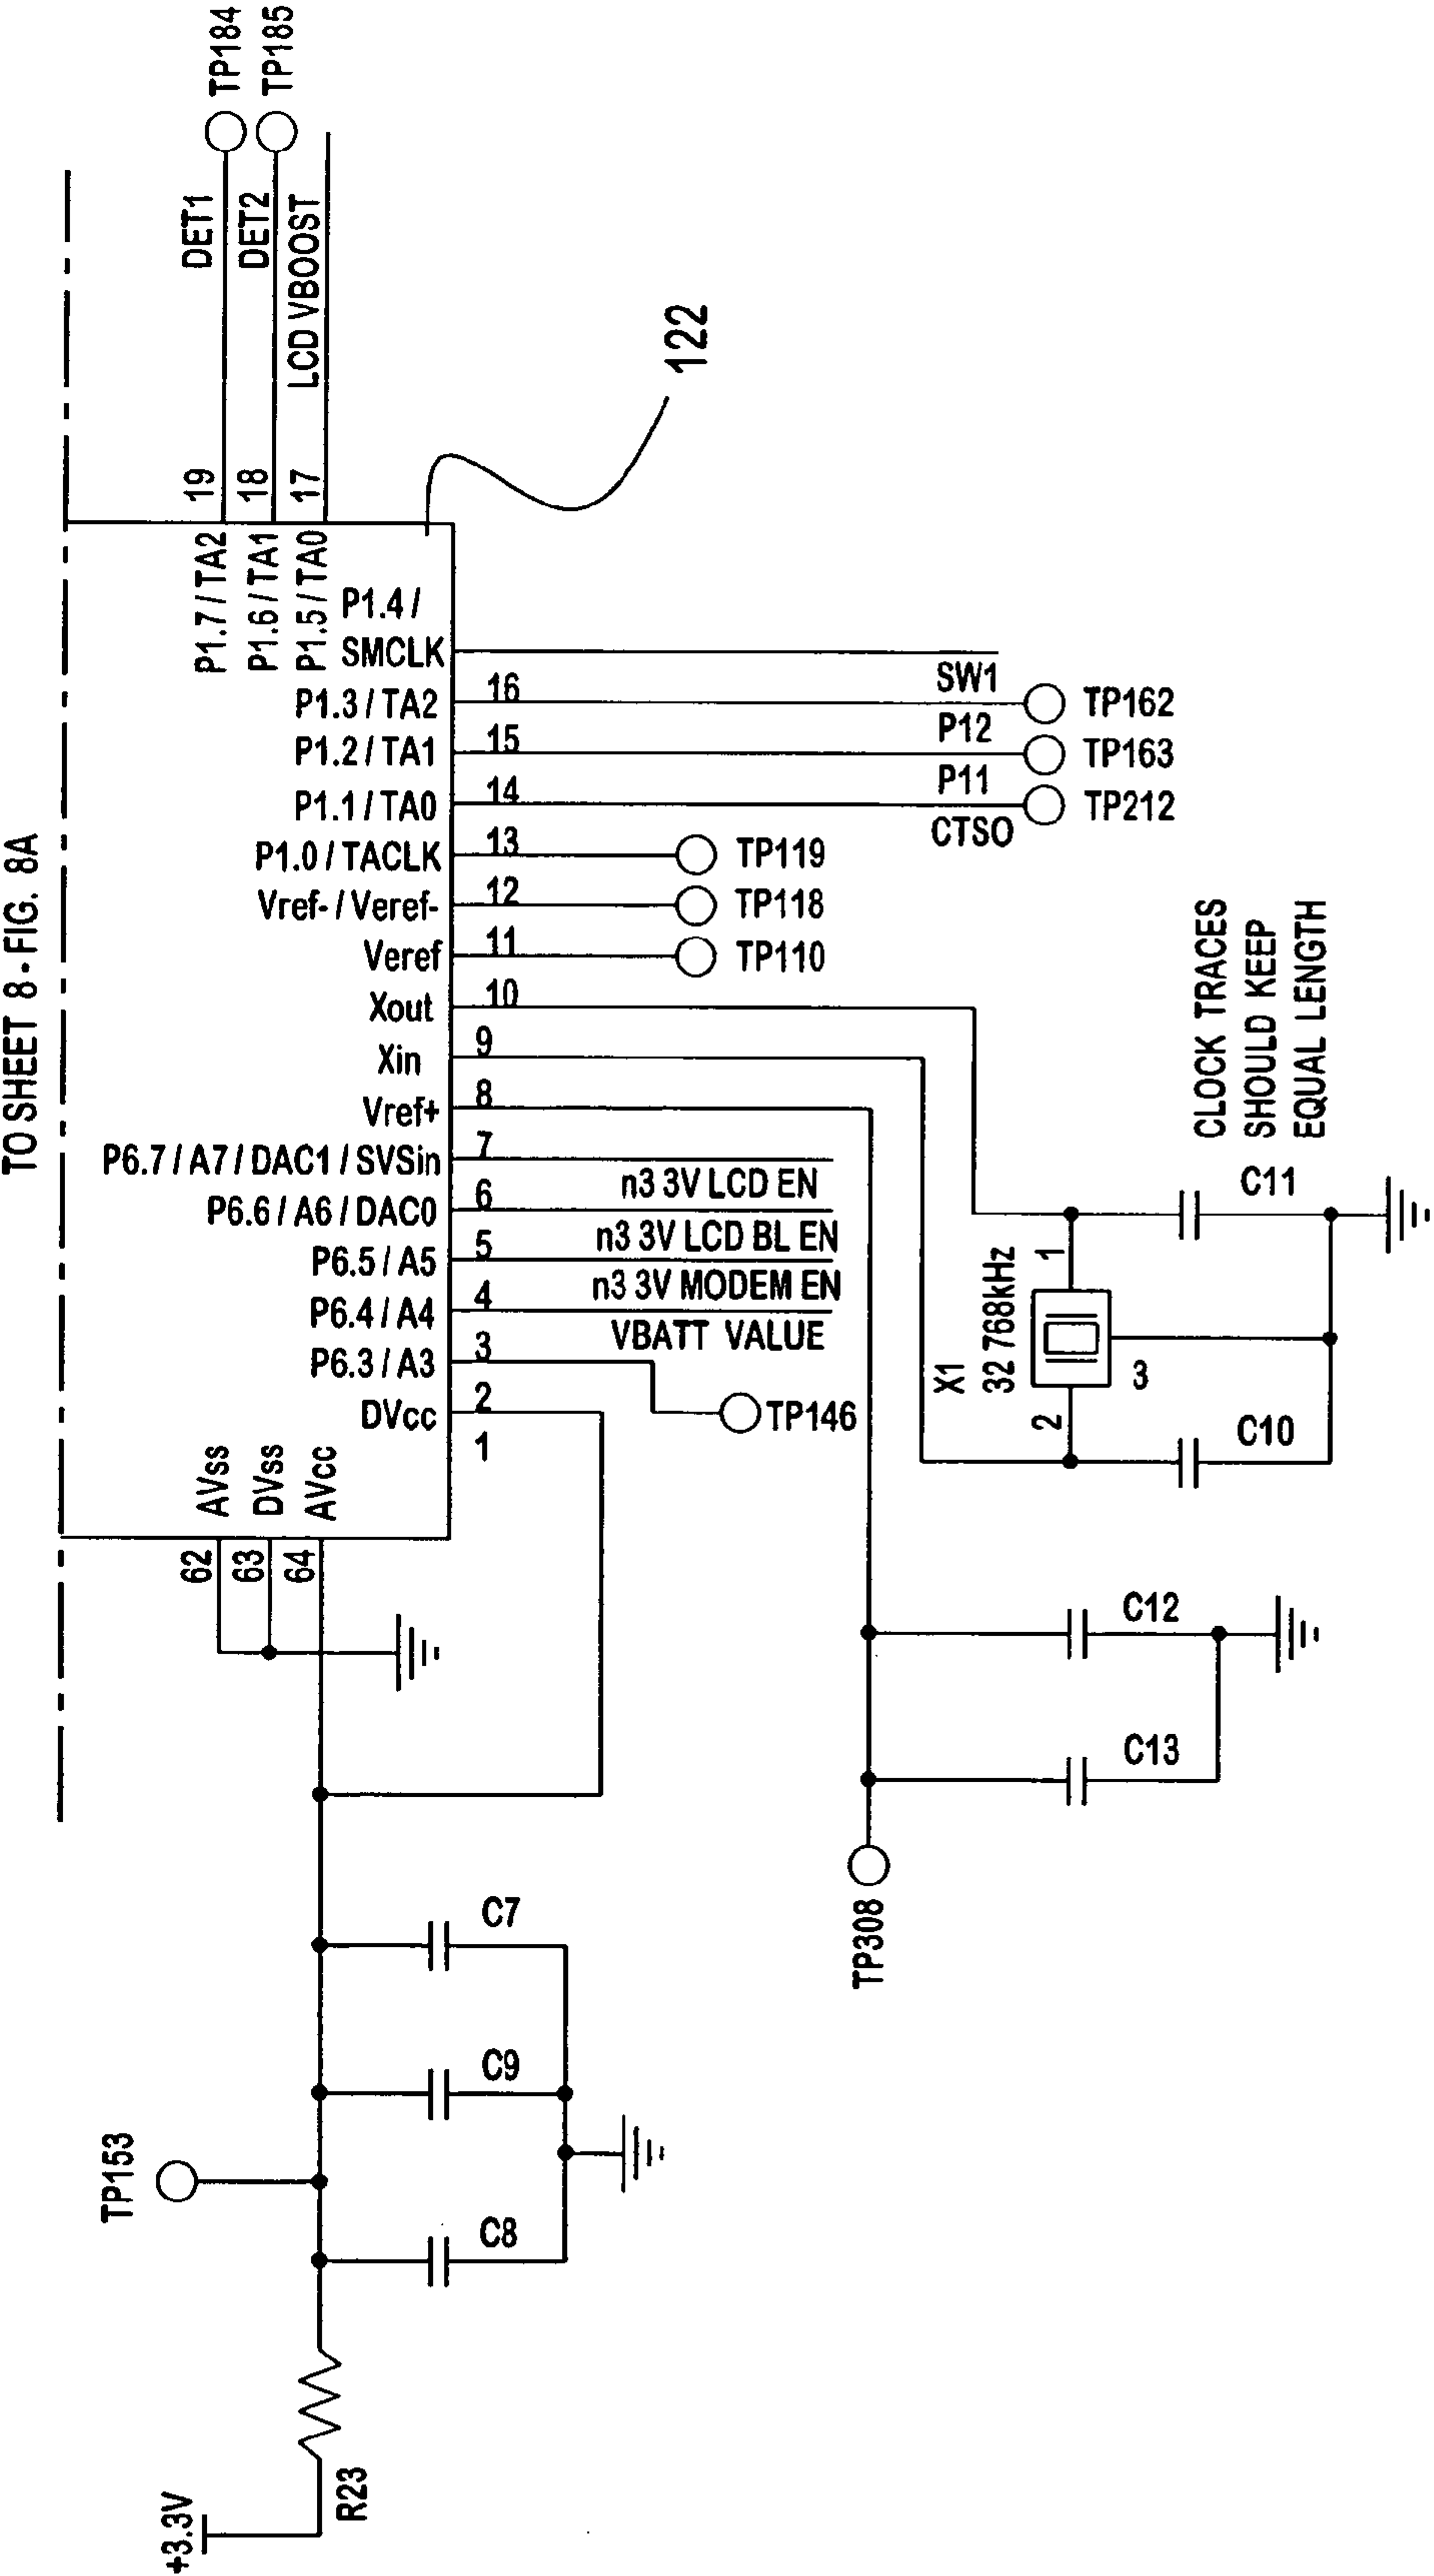 TO SHEET 8 - FIG. 8A
TP184
TP185
DET1
DET2
LCD VBOOST
122
19
18
17
P1.7 / TA2
P1.6 / TA1
P1.5 / TA0
P1.4 /
SMCLK
SW1
P1.3 / TA2
16
P12
TP162
P1.2 / TA1
15
P11
TP163
P1.1 / TA0
14
CTSO
TP212
P1.0 / TACLK
13
TP119
Vref- / Veref-
12
TP118
Veref
11
TP110
Xout
10
Xin
9
Vref+
8
P6.7 / A7 / DAC1 / SVSin
7
n3 3V LCD EN
P6.6 / A6 / DAC0
6
n3 3V LCD BL EN
P6.5 / A5
5
n3 3V MODEM EN
P6.4 / A4
4
VBATT VALUE
P6.3 / A3
3
TP146
DVcc
2
1
AVss
DVss
AVcc
62
63
64
CLOCK TRACES
SHOULD KEEP
EQUAL LENGTH
C11
1
X1
32 768kHz
3
2
C10
C12
C13
TP308
C7
C9
TP153
C8
R23
+3.3V